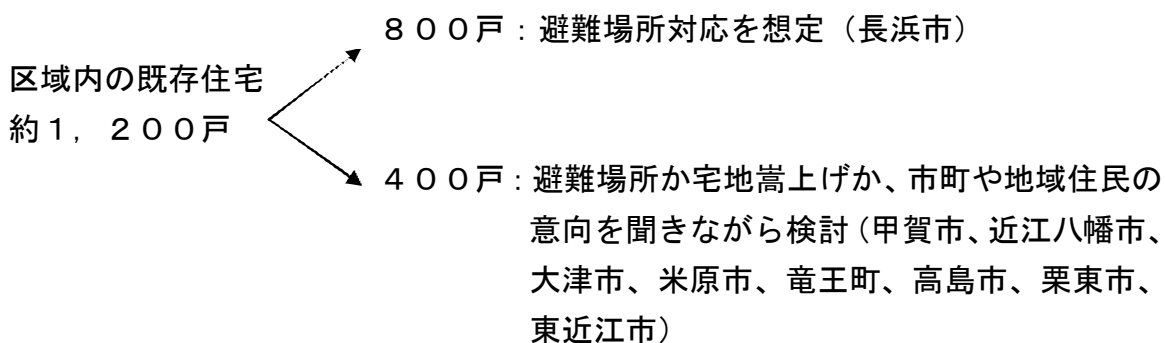 ８００戸：避難場所対応を想定（長浜市）
区域内の既存住宅
約１，２００戸
４００戸：避難場所か宅地嵩上げか、市町や地域住民の
意向を聞きながら検討（甲賀市、近江八幡市、
大津市、米原市、竜王町、高島市、栗東市、
東近江市）